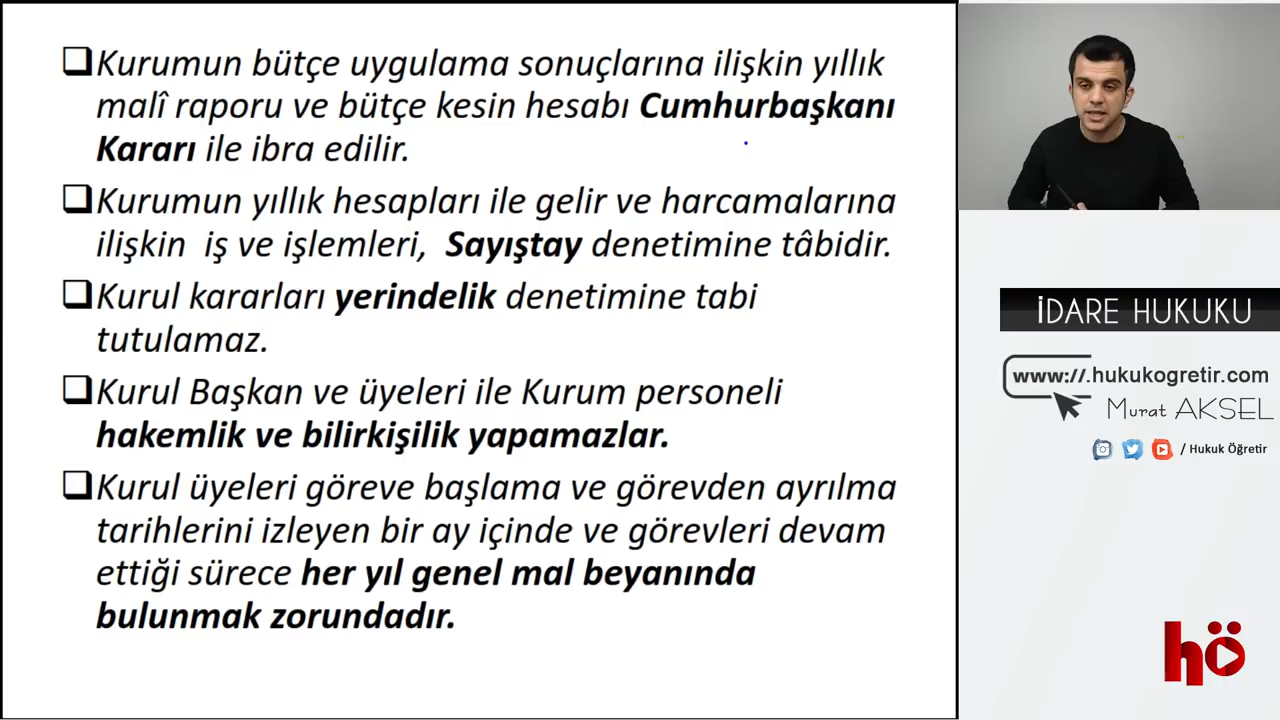 Kurumun bütçe uygulama sonuçlarına ilişkin yıllık
malî raporu ve bütçe kesin hesabı Cumhurbaşkanı
Kararı ile ibra edilir.
Kurumun yıllık hesapları ile gelir ve harcamalarına
ilişkin iş ve işlemleri, Sayıştay denetimine tâbidir.
Kurul kararları yerindelik denetimine tabi
tutulamaz.
Kurul Başkan ve üyeleri ile Kurum personeli
hakemlik ve bilirkişilik yapamazlar.
Kurul üyeleri göreve başlama ve görevden ayrılma
tarihlerini izleyen bir ay içinde ve görevleri devam
ettiği sürece her yıl genel mal beyanında
bulunmak zorundadır.
İDARE HUKUKU
www://.hukukogretir.com
Murat AKSEL
/ Hukuk Öğretir
hö